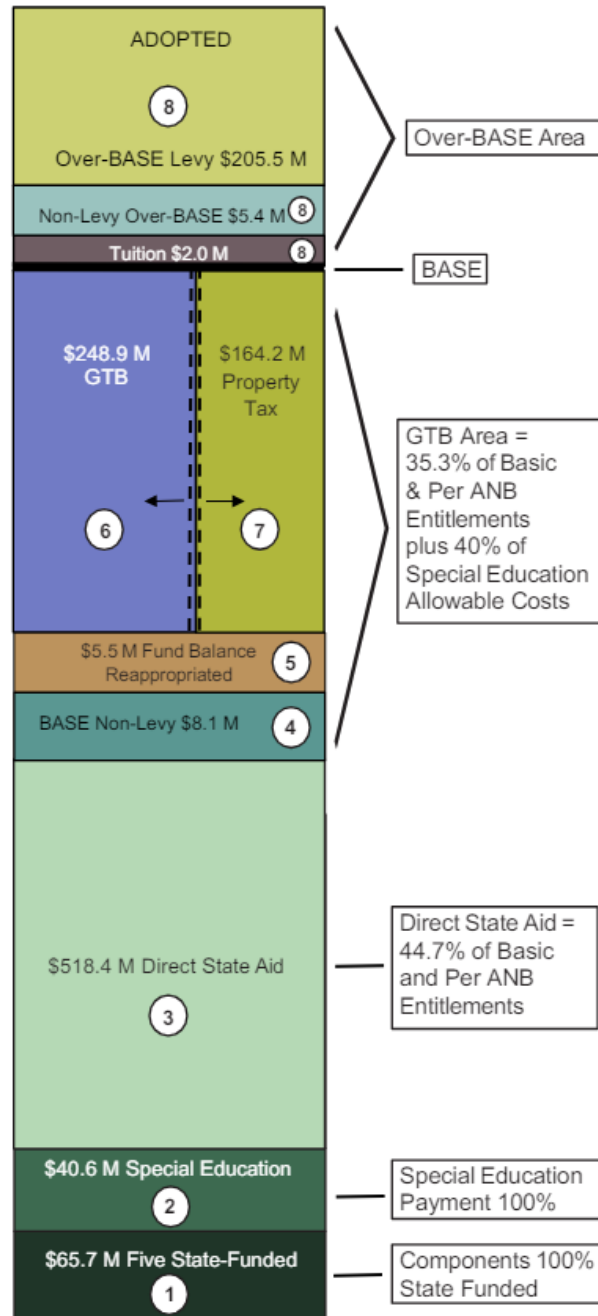 ADOPTED
8
Over-BASE Levy $205.5 M
Over-BASE Area
Non-Levy Over-BASE $5.4 M 8
Tuition $2.0 M 8
BASE
$248.9 M
GTB
$164.2 M
Property
Tax
6
7
GTB Area =
35.3% of Basic
& Per ANB
Entitlements
plus 40% of
Special Education
Allowable Costs
$5.5 M Fund Balance
Reappropriated
5
BASE Non-Levy $8.1 M 4
$518.4 M Direct State Aid
3
Direct State Aid =
44.7% of Basic
and Per ANB
Entitlements
$40.6 M Special Education
2
Special Education
Payment 100%
$65.7 M Five State-Funded
1
Components 100%
State Funded